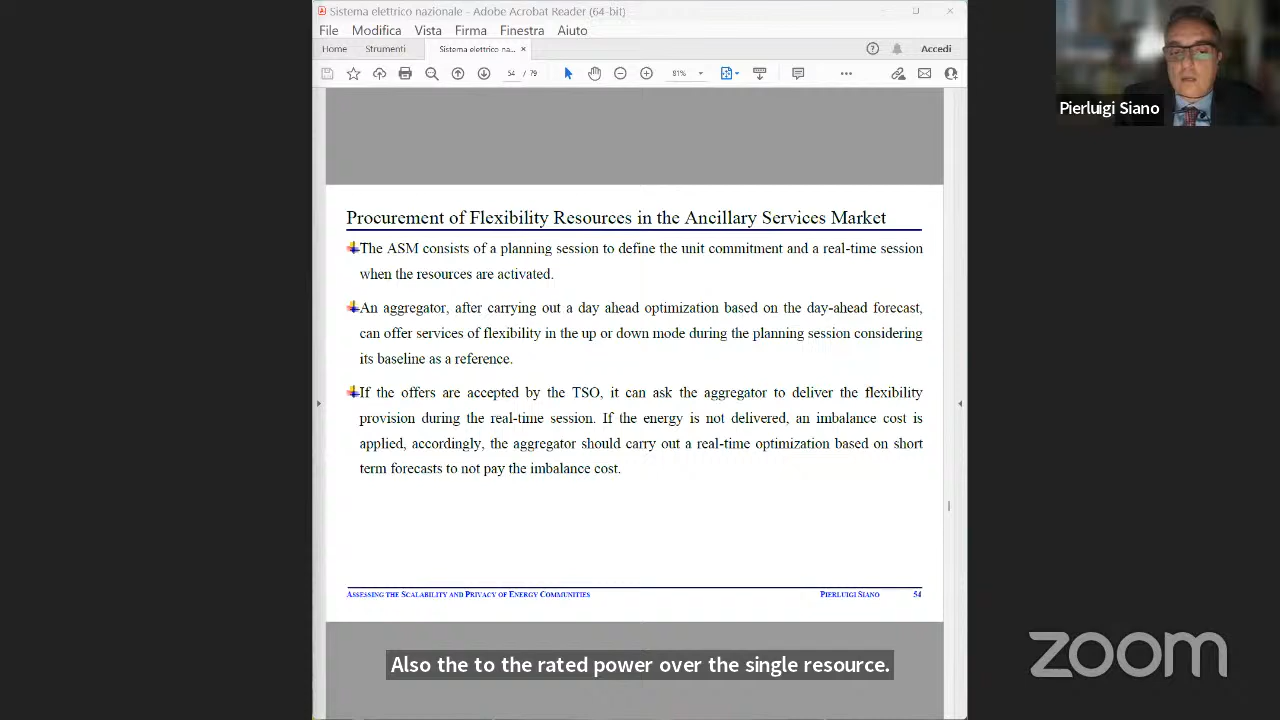 Sistema elettrico nazionale - Adobe Acrobat Reader (64-bit)
File Modifica Vista Firma Finestra Aiuto
Home Strumenti Sistema elettrico na... × Accedi
54 / 79 81%
Pierluigi Siano
Procurement of Flexibility Resources in the Ancillary Services Market
The ASM consists of a planning session to define the unit commitment and a real-time session
when the resources are activated.
An aggregator, after carrying out a day ahead optimization based on the day-ahead forecast,
can offer services of flexibility in the up or down mode during the planning session considering
its baseline as a reference.
If the offers are accepted by the TSO, it can ask the aggregator to deliver the flexibility
provision during the real-time session. If the energy is not delivered, an imbalance cost is
applied, accordingly, the aggregator should carry out a real-time optimization based on short
term forecasts to not pay the imbalance cost.
ASSESSING THE SCALABILITY AND PRIVACY OF ENERGY COMMUNITIES PIERLUIGI SIANO 54
Also the to the rated power over the single resource.
zoom